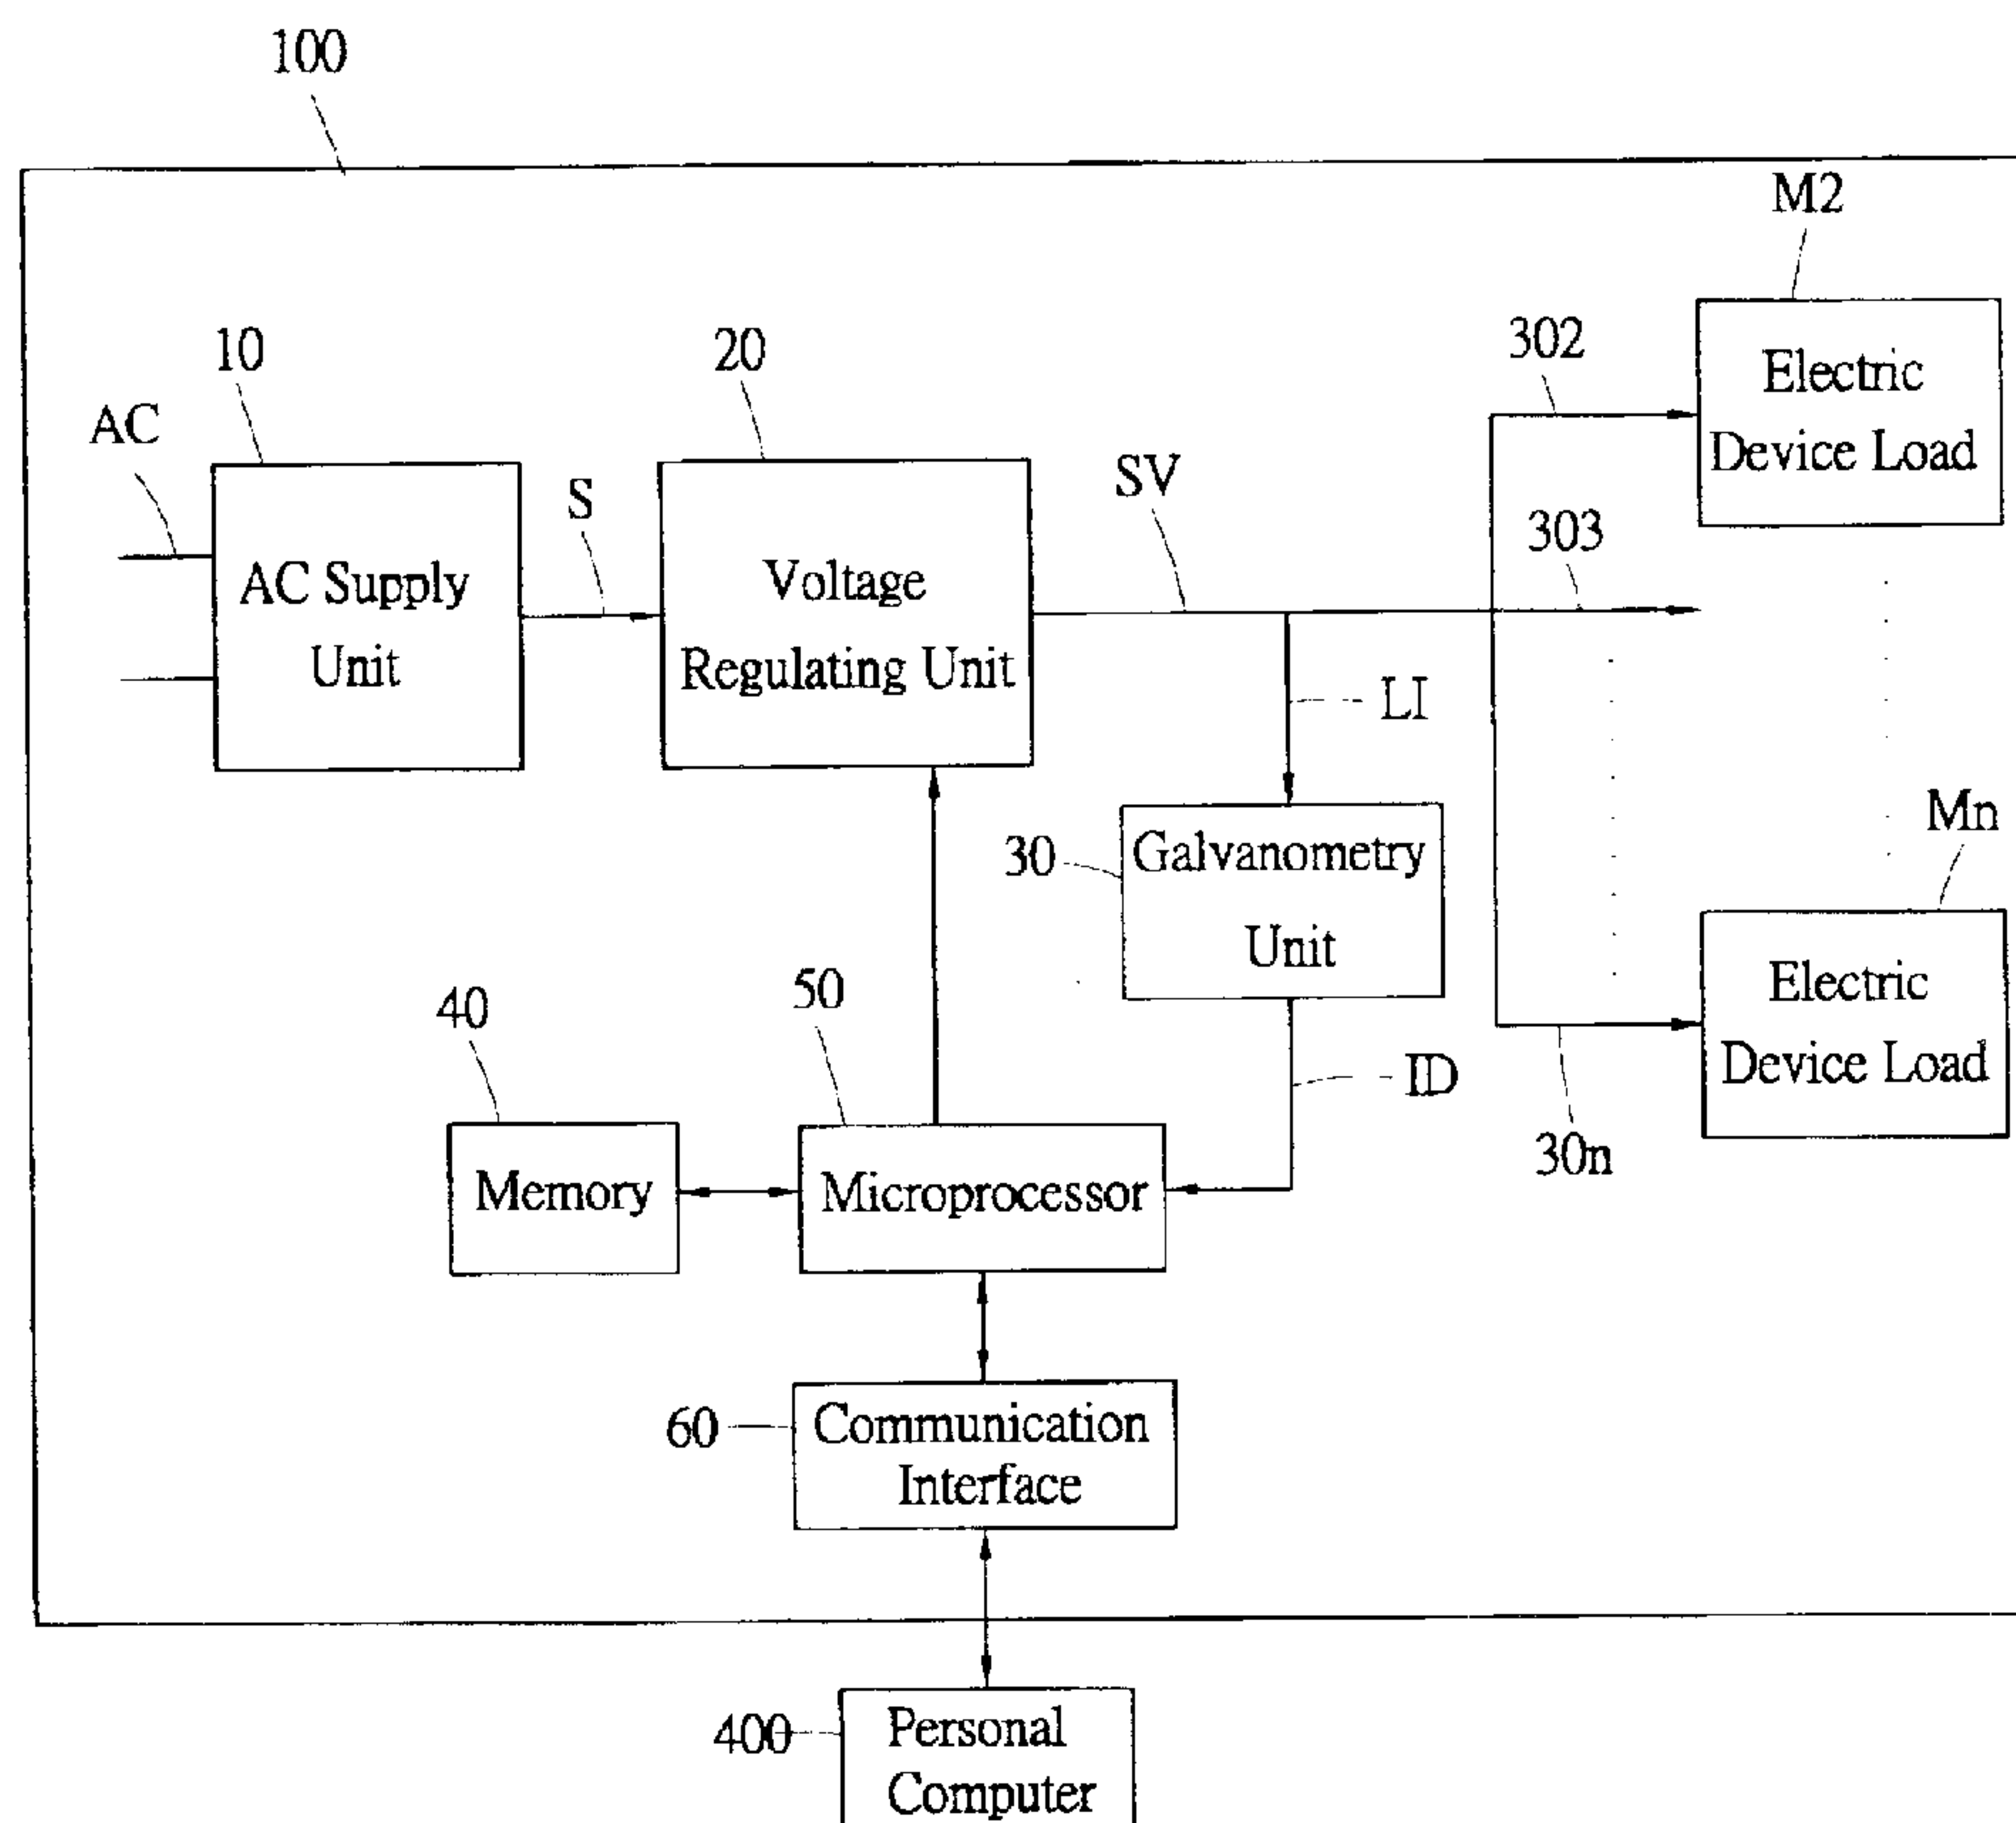 100
M2
302
Electric
Device Load
10
20
AC
S
SV
303
AC Supply
Unit
Voltage
Regulating Unit
LI
Mn
30
Galvanometry
Unit
Electric
Device Load
40
50
ID
30n
Memory
Microprocessor
60
Communication
Interface
400
Personal
Computer